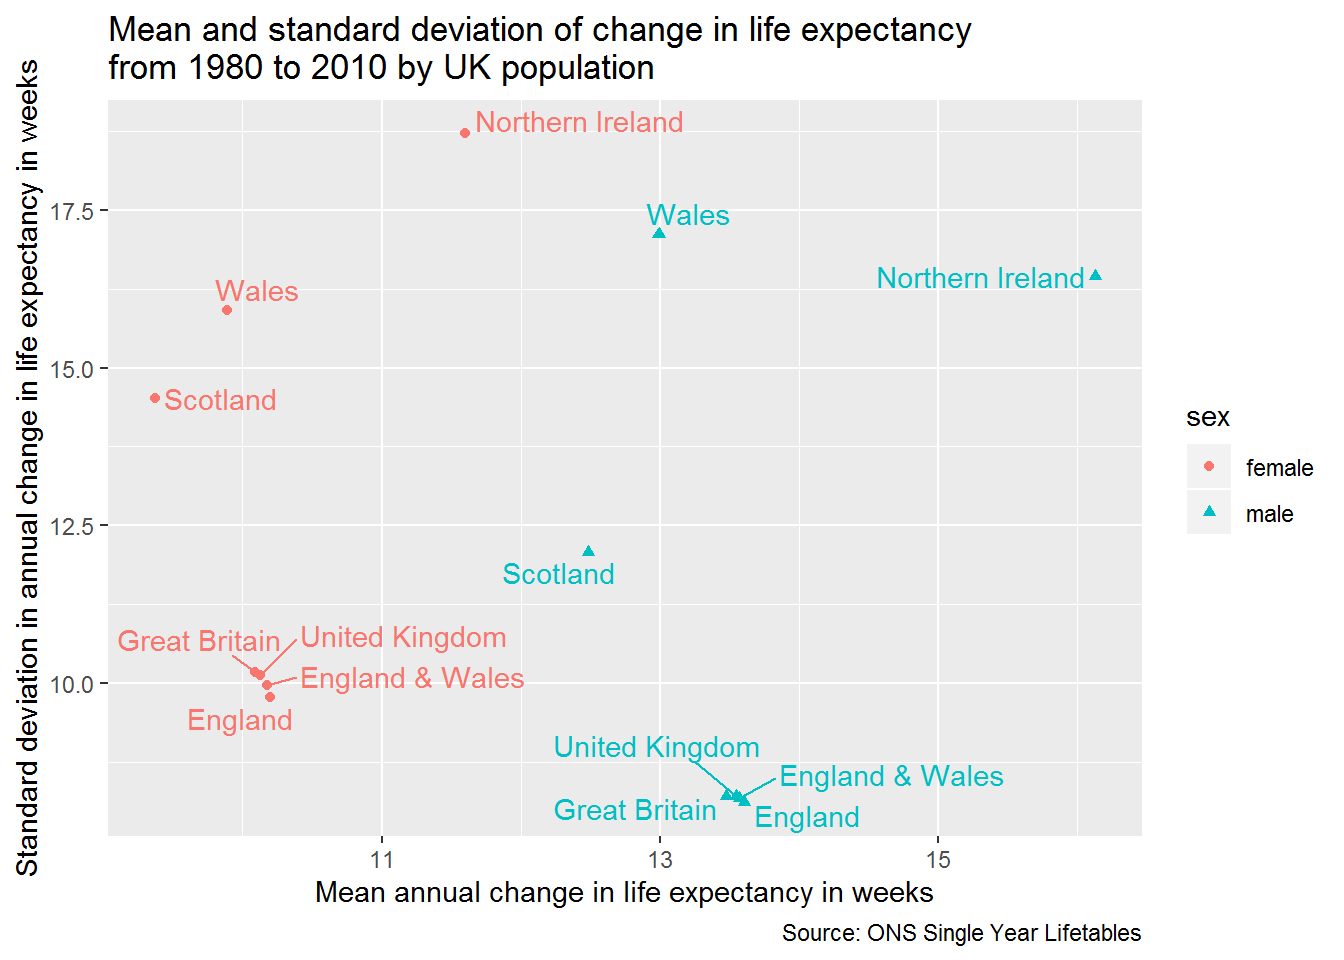 Mean and standard deviation of change in life expectancy
from 1980 to 2010 by UK population
Standard deviation in annual change in life expectancy in weeks
17.5
15.0
12.5
10.0
Northern Ireland
Wales
Northern Ireland
Wales
Scotland
Scotland
Great Britain
United Kingdom
England & Wales
England
United Kingdom
England & Wales
Great Britain
England
11
13
15
Mean annual change in life expectancy in weeks
sex
female
male
Source: ONS Single Year Lifetables